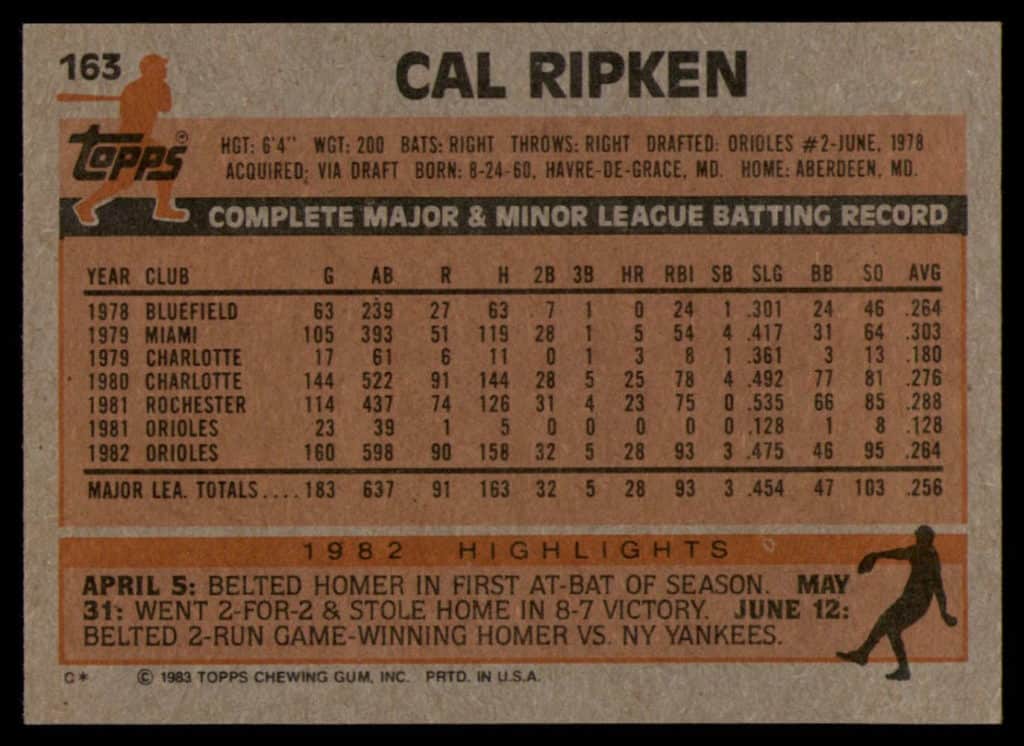 163
CAL RIPKEN
Topps ®
HGT: 6'4" WGT: 200 BATS: RIGHT THROWS: RIGHT DRAFTED: ORIOLES #2-JUNE, 1978
ACQUIRED: VIA DRAFT BORN: 8-24-60, HAVRE-DE-GRACE, MD. HOME: ABERDEEN, MD.
COMPLETE MAJOR & MINOR LEAGUE BATTING RECORD
YEAR CLUB G AB R H 2B 3B HR RBI SB SLG BB SO AVG
1978 BLUEFIELD 63 239 27 63 7 1 0 24 1 .301 24 46 .264
1979 MIAMI 105 393 51 119 28 1 5 54 4 .417 31 64 .303
1979 CHARLOTTE 17 61 6 11 0 1 3 8 1 .361 3 13 .180
1980 CHARLOTTE 144 522 91 144 28 5 25 78 4 .492 77 81 .276
1981 ROCHESTER 114 437 74 126 31 4 23 75 0 .535 66 85 .288
1981 ORIOLES 23 39 1 5 0 0 0 0 0 .128 1 8 .128
1982 ORIOLES 160 598 90 158 32 5 28 93 3 .475 46 95 .264
MAJOR LEA. TOTALS.... 183 637 91 163 32 5 28 93 3 .454 47 103 .256
1982 HIGHLIGHTS
APRIL 5: BELTED HOMER IN FIRST AT-BAT OF SEASON. MAY
31: WENT 2-FOR-2 & STOLE HOME IN 8-7 VICTORY. JUNE 12:
BELTED 2-RUN GAME-WINNING HOMER VS. NY YANKEES.
C* © 1983 TOPPS CHEWING GUM, INC. PRTD. IN U.S.A.